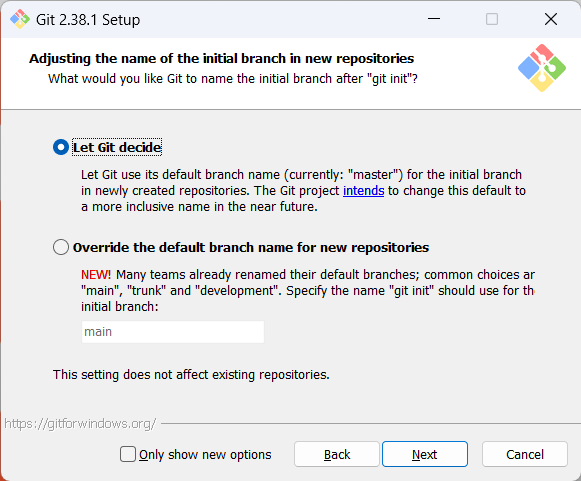 Git 2.38.1 Setup
Adjusting the name of the initial branch in new repositories
What would you like Git to name the initial branch after "git init"?
Let Git decide
Let Git use its default branch name (currently: "master") for the initial branch
in newly created repositories. The Git project intends to change this default to
a more inclusive name in the near future.
Override the default branch name for new repositories
NEW! Many teams already renamed their default branches; common choices ar
"main", "trunk" and "development". Specify the name "git init" should use for the
initial branch:
main
This setting does not affect existing repositories.
https://gitforwindows.org/
Only show new options
Back
Next
Cancel